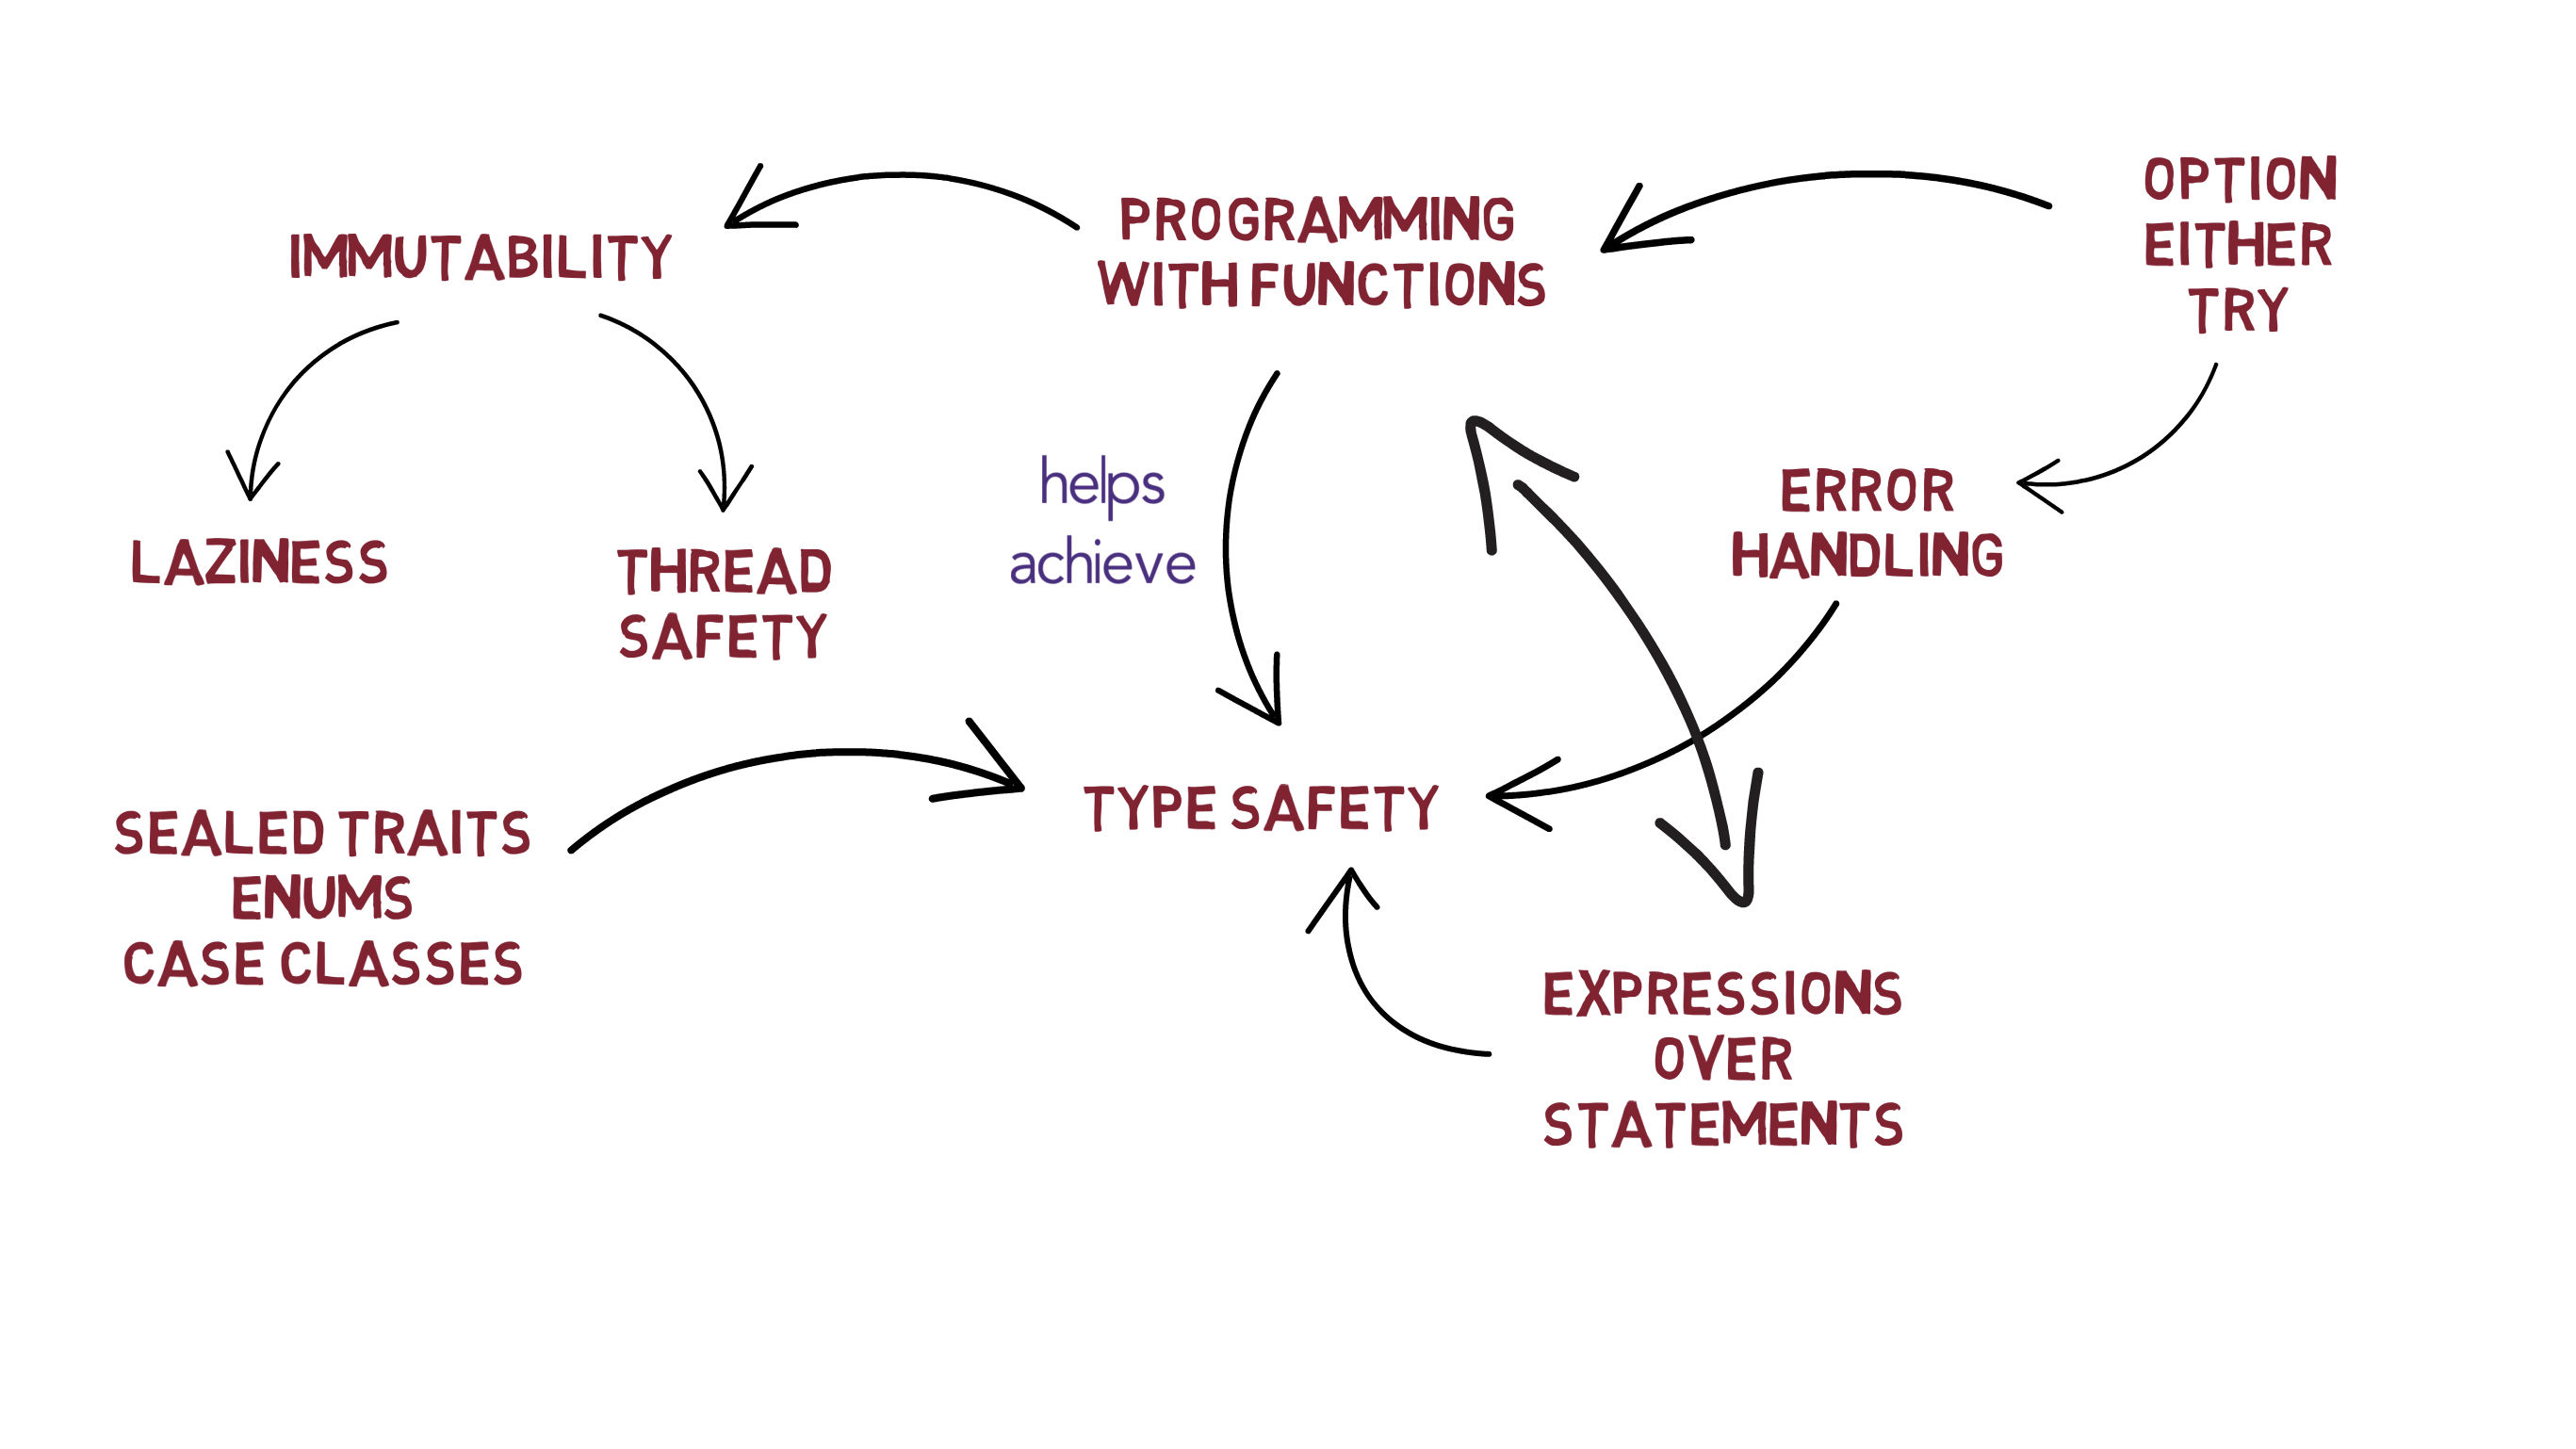 IMMUTABILITY
PROGRAMMING
WITH FUNCTIONS
OPTION
EITHER
TRY
helps
achieve
ERROR
HANDLING
LAZINESS
THREAD
SAFETY
TYPE SAFETY
SEALED TRAITS
ENUMS
CASE CLASSES
EXPRESSIONS
OVER
STATEMENTS